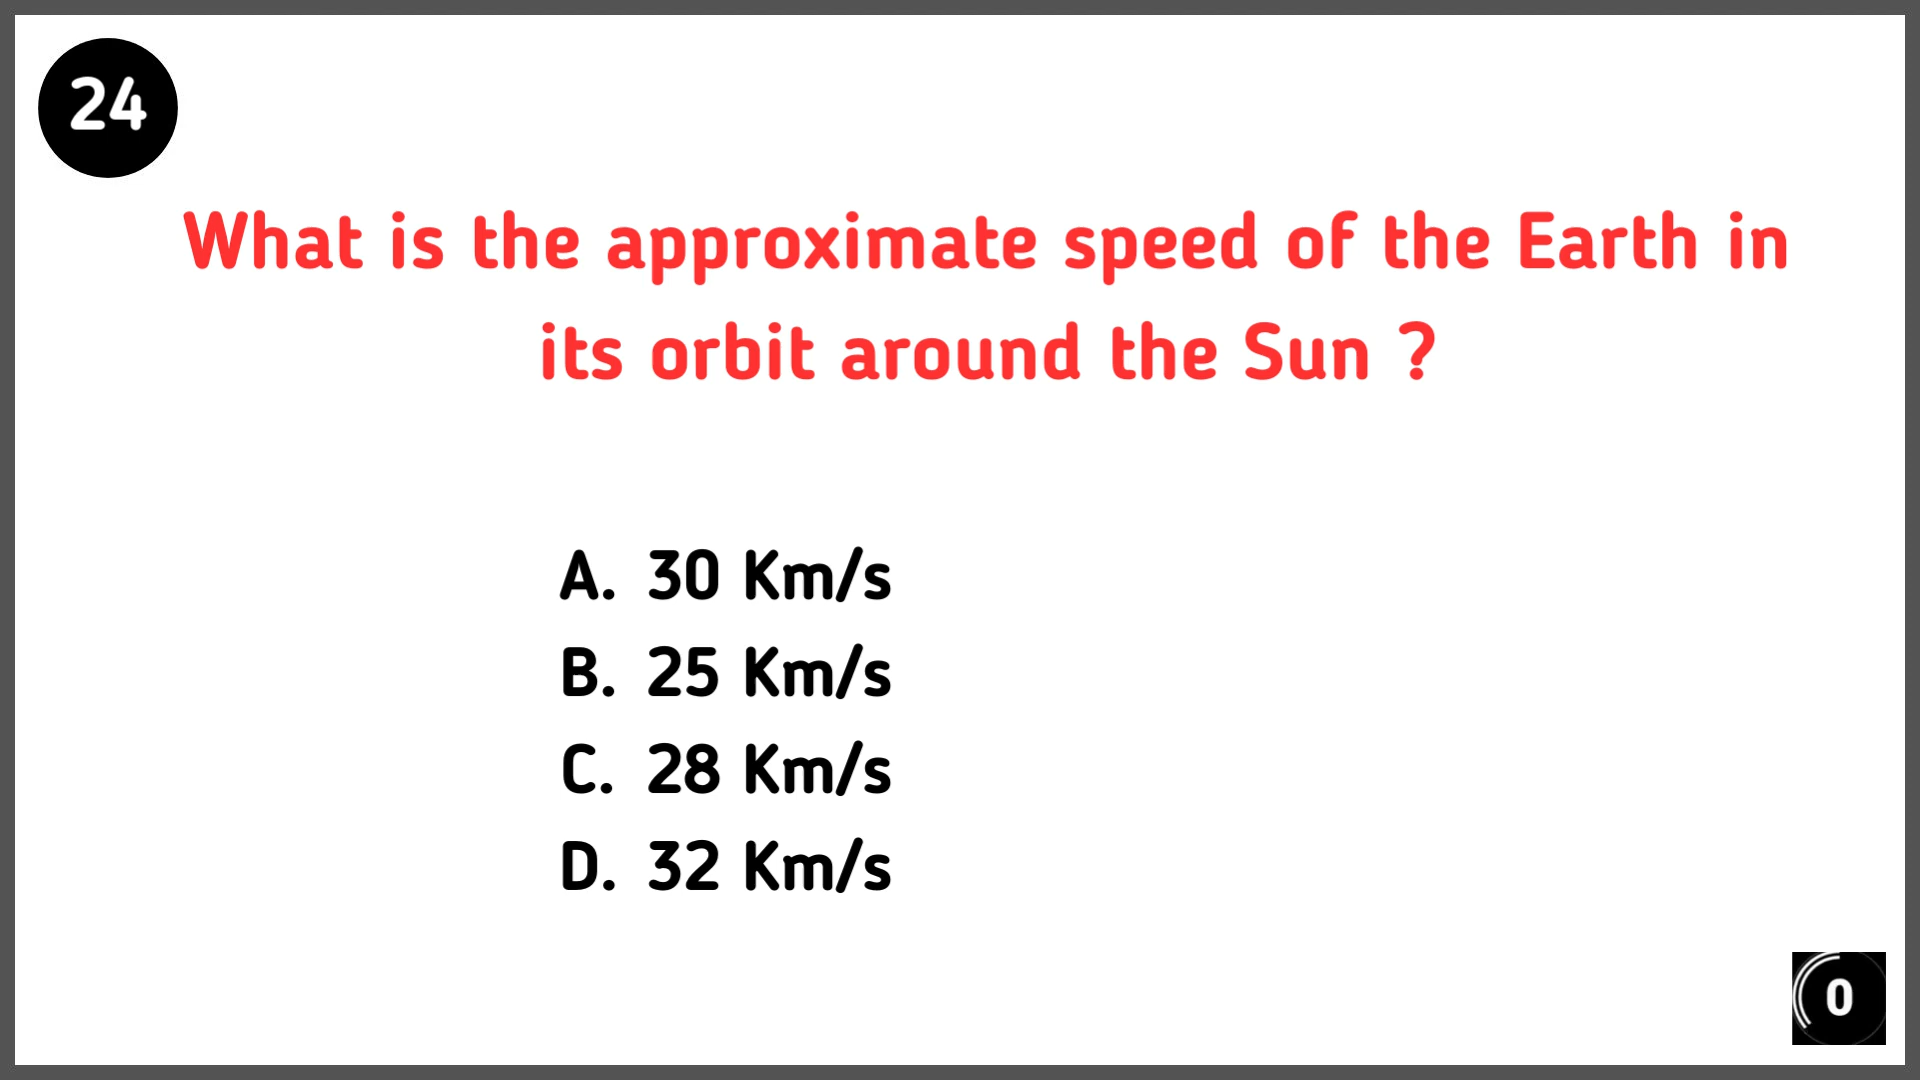 24
What is the approximate speed of the Earth in
its orbit around the Sun ?
A. 30 Km/s
B. 25 Km/s
C. 28 Km/s
D. 32 Km/s
0